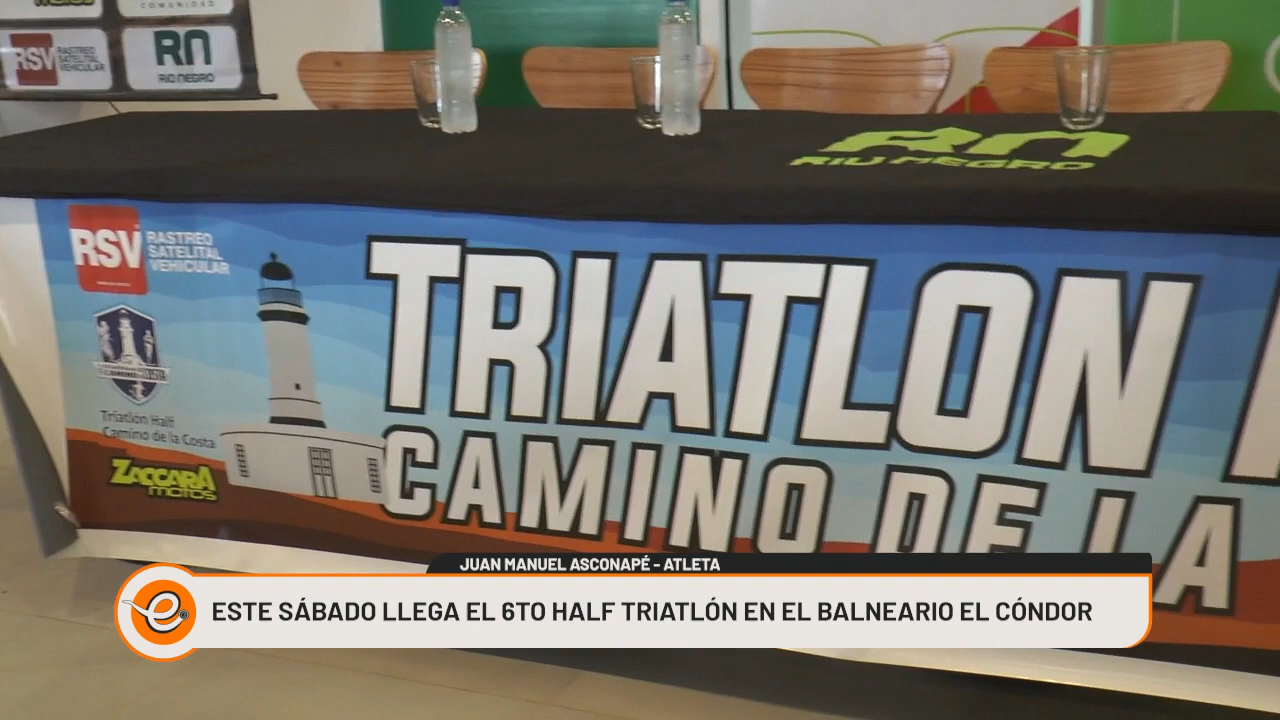 COMUNIDAD
RSV RASTREO
SATELITAL
VEHICULAR
RN
RIO NEGRO
RN
RIO NEGRO
RSV RASTREO
SATELITAL
VEHICULAR
TRIATLON
CAMINO DE LA
Triatlón Half
Camino de la Costa
ZACCARA
MOTOS
JUAN MANUEL ASCONAPÉ - ATLETA
ESTE SÁBADO LLEGA EL 6TO HALF TRIATLÓN EN EL BALNEARIO EL CÓNDOR